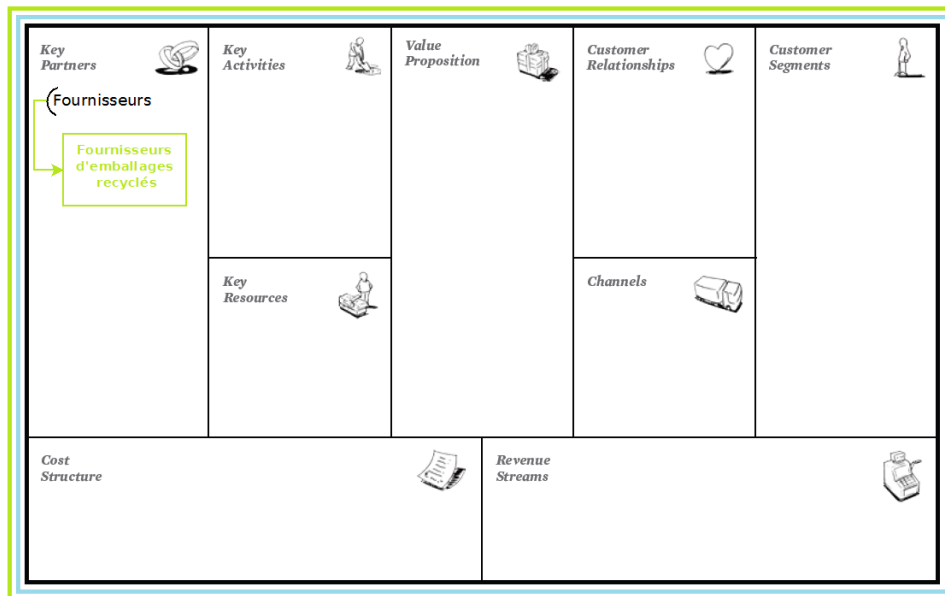 Key
Partners
Fournisseurs
Fournisseurs
d'emballages
recyclés
Key
Activities
Key
Resources
Value
Proposition
Customer
Relationships
Channels
Customer
Segments
Cost
Structure
Revenue
Streams